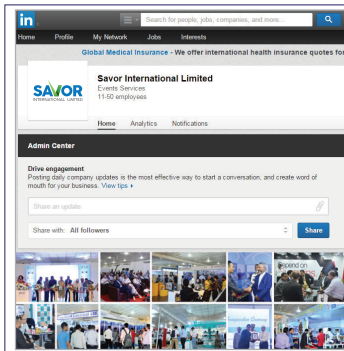 in
Search for people, jobs, companies, and more...
Home Profile My Network Jobs Interests
Global Medical Insurance - We offer international health insurance quotes for
SAVOR
INTERNATIONAL LIMITED
Savor International Limited
Events Services
11-50 employees
Home Analytics Notifications
Admin Center
Drive engagement
Posting daily company updates is the most effective way to start a conversation, and create word of
mouth for your business. View tips
Share an update
Share with: All followers
Share
depend on